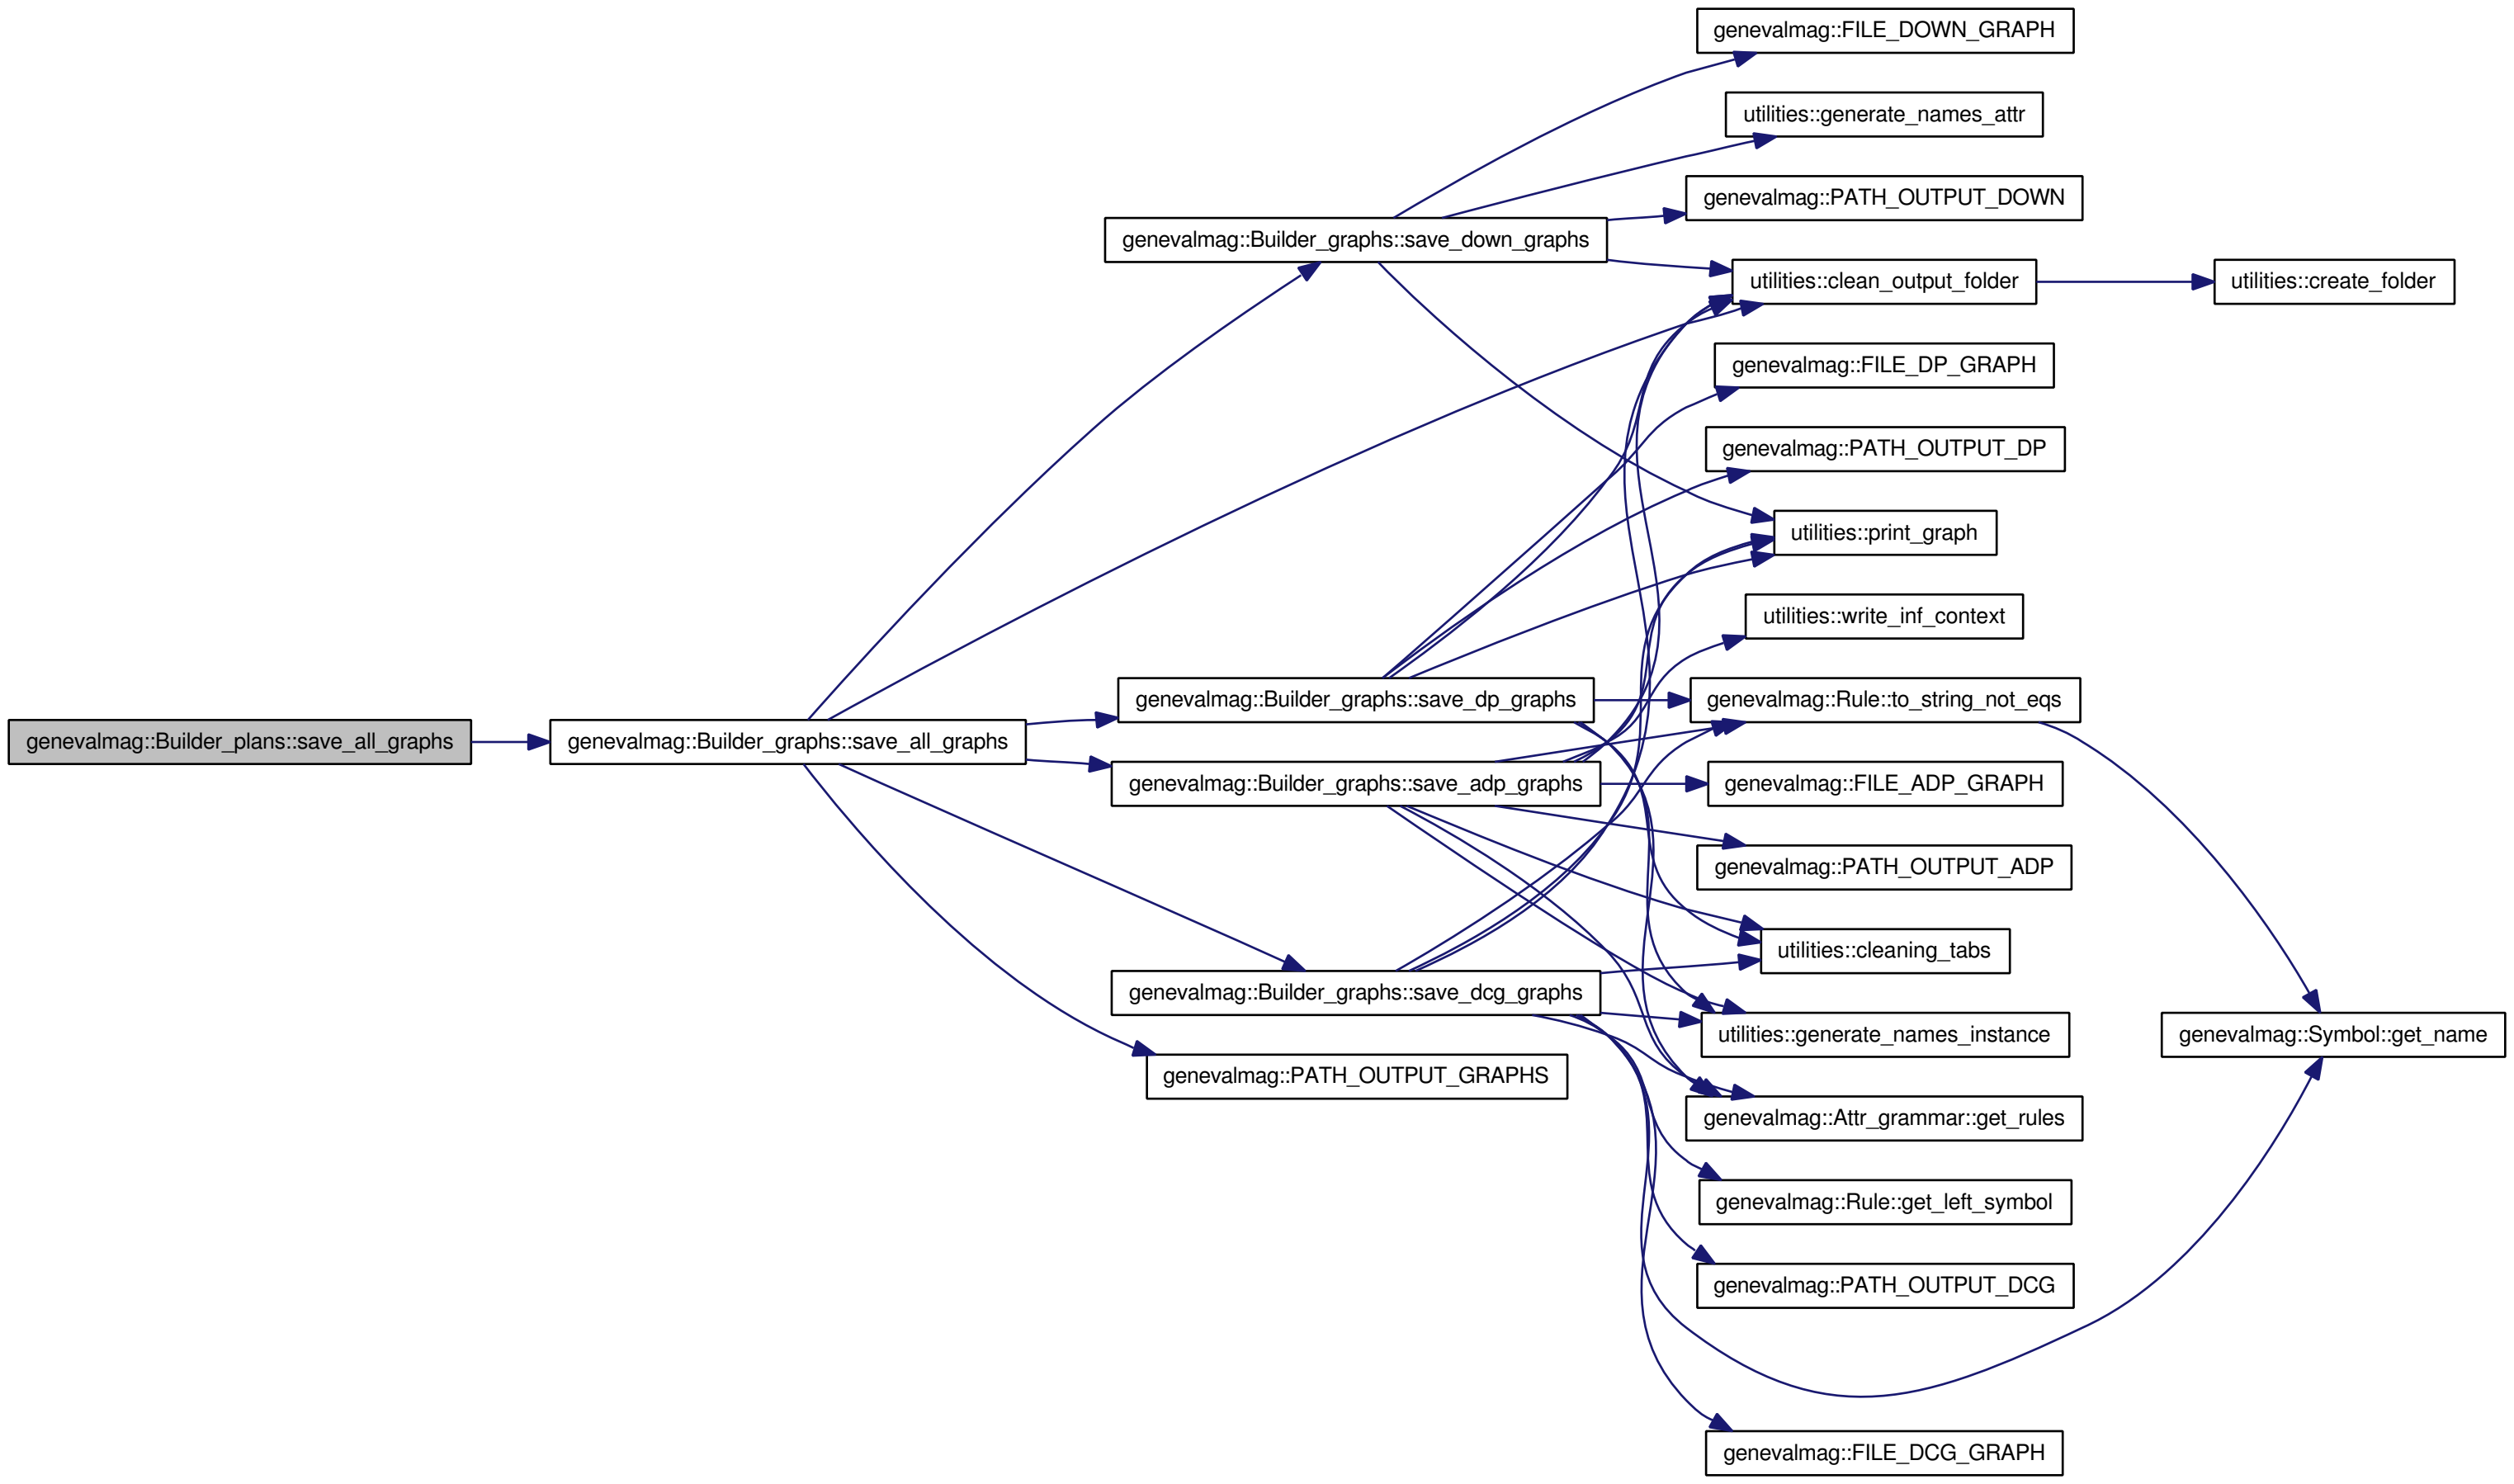 genevalmag::Builder_plans::save_all_graphs
genevalmag::Builder_graphs::save_all_graphs
genevalmag::Builder_graphs::save_down_graphs
genevalmag::Builder_graphs::save_dp_graphs
genevalmag::Builder_graphs::save_adp_graphs
genevalmag::Builder_graphs::save_dcg_graphs
genevalmag::PATH_OUTPUT_GRAPHS
genevalmag::FILE_DOWN_GRAPH
utilities::generate_names_attr
genevalmag::PATH_OUTPUT_DOWN
utilities::clean_output_folder
genevalmag::FILE_DP_GRAPH
genevalmag::PATH_OUTPUT_DP
utilities::print_graph
utilities::write_inf_context
genevalmag::Rule::to_string_not_eqs
genevalmag::FILE_ADP_GRAPH
genevalmag::PATH_OUTPUT_ADP
utilities::cleaning_tabs
utilities::generate_names_instance
genevalmag::Attr_grammar::get_rules
genevalmag::Rule::get_left_symbol
genevalmag::PATH_OUTPUT_DCG
genevalmag::FILE_DCG_GRAPH
utilities::create_folder
genevalmag::Symbol::get_name